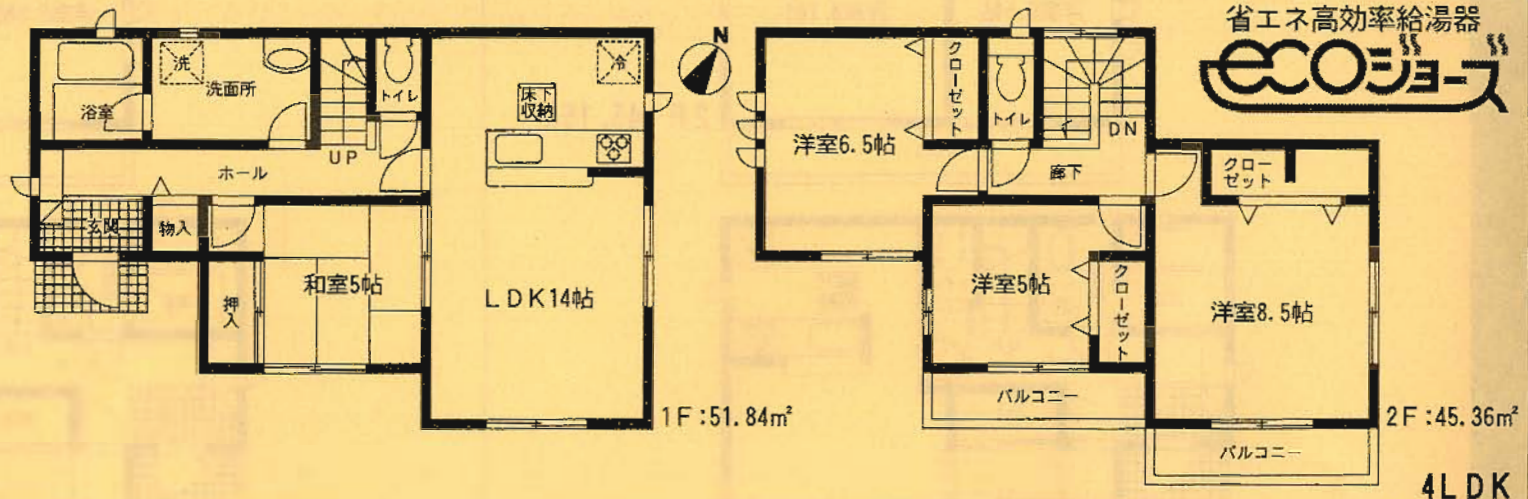 省エネ高効率給湯器
ecoジョーズ
N
浴室
洗
洗面所
UP
トイレ
ホール
玄関
物入
押入
和室5帖
冷
床下
収納
LDK14帖
1F:51.84㎡
洋室6.5帖
クローゼット
トイレ
DN
廊下
洋室5帖
クローゼット
クロー
ゼット
洋室8.5帖
バルコニー
バルコニー
2F:45.36㎡
4LDK